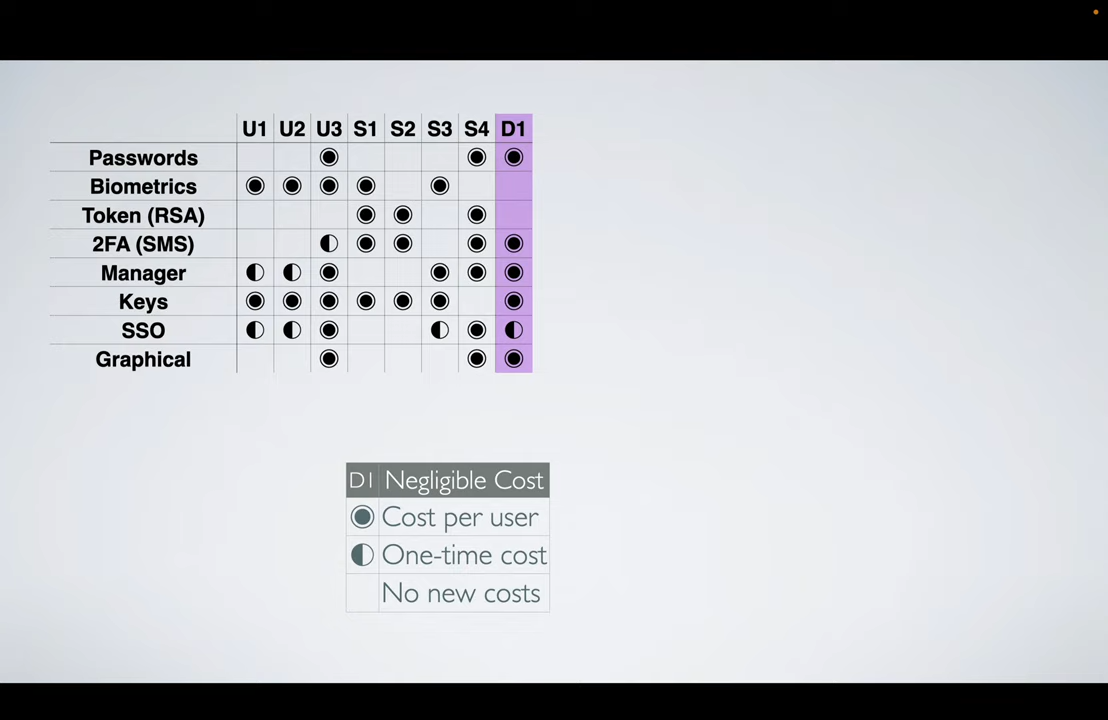 U1 U2 U3 S1 S2 S3 S4 D1
Passwords
Biometrics
Token (RSA)
2FA (SMS)
Manager
Keys
SSO
Graphical
D1 Negligible Cost
Cost per user
One-time cost
No new costs